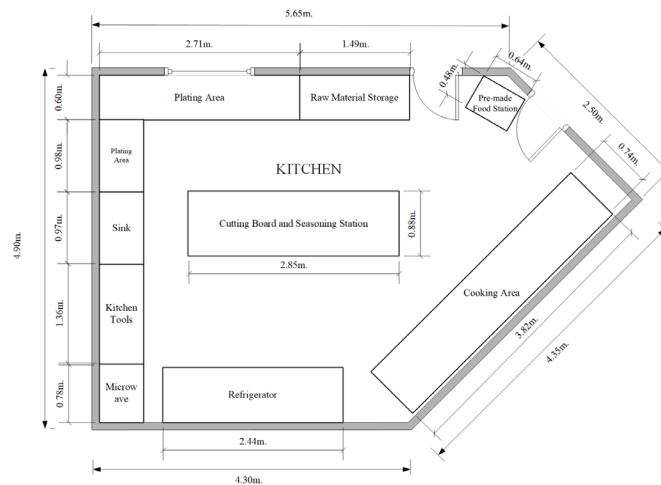 5.65m.
2.71m.
1.49m.
0.64m.
0.48m.
2.50m.
0.60m.
Plating Area
Raw Material Storage
Pre-made
Food Station
0.98m.
Plating
Area
KITCHEN
0.74m.
4.90m.
0.97m.
Sink
Cutting Board and Seasoning Station
0.88m.
2.85m.
1.36m.
Kitchen
Tools
Cooking Area
3.82m.
4.35m.
0.78m.
Microw
ave
Refrigerator
2.44m.
4.30m.